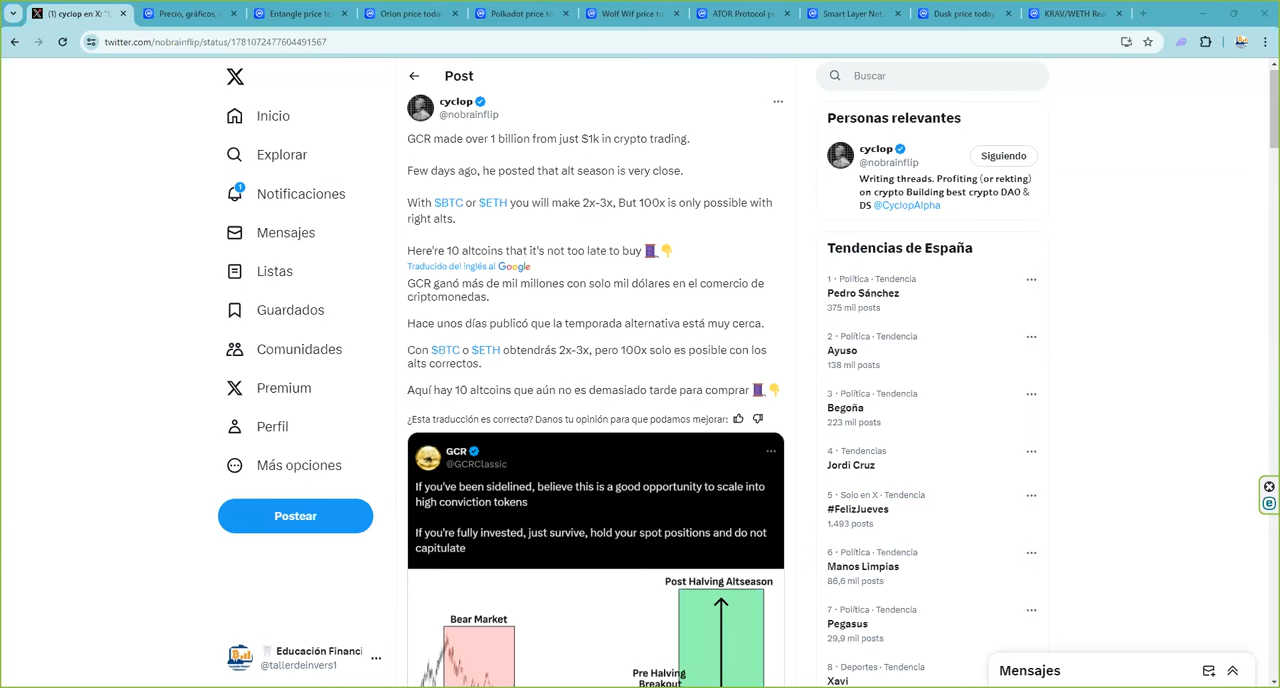 (1) cyclop en X: "G
Precio, gráficos,
Entangle price to
Orion price toda
Polkadot price to
Wolf Wif price to
ATOR Protocol p
Smart Layer Net
Dusk price today
KRAV/WETH Rea
twitter.com/nobrainflip/status/1781072477604491567
Inicio
Explorar
1
Notificaciones
Mensajes
Listas
Guardados
Comunidades
Premium
Perfil
Más opciones
Postear
Educación Financi
@tallerdeinvers1
Post
cyclop
@nobrainflip
GCR made over 1 billion from just $1k in crypto trading.
Few days ago, he posted that alt season is very close.
With $BTC or $ETH you will make 2x-3x, But 100x is only possible with
right alts.
Here're 10 altcoins that it's not too late to buy 🧵👇
Traducido del inglés al Google
GCR ganó más de mil millones con solo mil dólares en el comercio de
criptomonedas.
Hace unos días publicó que la temporada alternativa está muy cerca.
Con $BTC o $ETH obtendrás 2x-3x, pero 100x solo es posible con los
alts correctos.
Aquí hay 10 altcoins que aún no es demasiado tarde para comprar 🧵👇
¿Esta traducción es correcta? Danos tu opinión para que podamos mejorar:
GCR
@GCRClassic
If you've been sidelined, believe this is a good opportunity to scale into
high conviction tokens
If you're fully invested, just survive, hold your spot positions and do not
capitulate
Post Halving Altseason
Bear Market
Pre Halving
Breakout
Buscar
Personas relevantes
cyclop
@nobrainflip
Siguiendo
Writing threads. Profiting (or rekting)
on crypto Building best crypto DAO &
DS @CyclopAlpha
Tendencias de España
1 · Política · Tendencia
Pedro Sánchez
375 mil posts
2 · Política · Tendencia
Ayuso
138 mil posts
3 · Política · Tendencia
Begoña
223 mil posts
4 · Tendencias
Jordi Cruz
5 · Solo en X · Tendencia
#FelizJueves
1.493 posts
6 · Política · Tendencia
Manos Limpias
86,6 mil posts
7 · Política · Tendencia
Pegasus
29,9 mil posts
8 · Deportes · Tendencia
Xavi
Mensajes